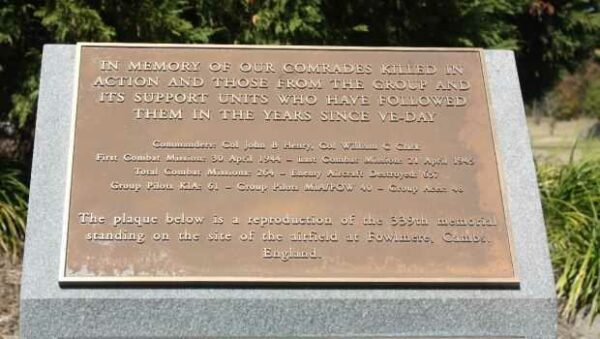 IN MEMORY OF OUR COMRADES KILLED IN
ACTION AND THOSE FROM THE GROUP AND
ITS SUPPORT UNITS WHO HAVE FOLLOWED
THEM IN THE YEARS SINCE VE-DAY
Commanders: Col John B Henry, Col William C Clark
First Combat Mission: 30 April 1944 – Last Combat Mission: 21 April 1945
Total Combat Missions: 264 – Enemy Aircraft Destroyed: 657
Group Pilots KIA: 61 – Group Pilots MIA/POW 40 – Group Aces: 46
The plaque below is a reproduction of the 339th memorial
standing on the site of the airfield at Fowlmere, Cambs,
England.